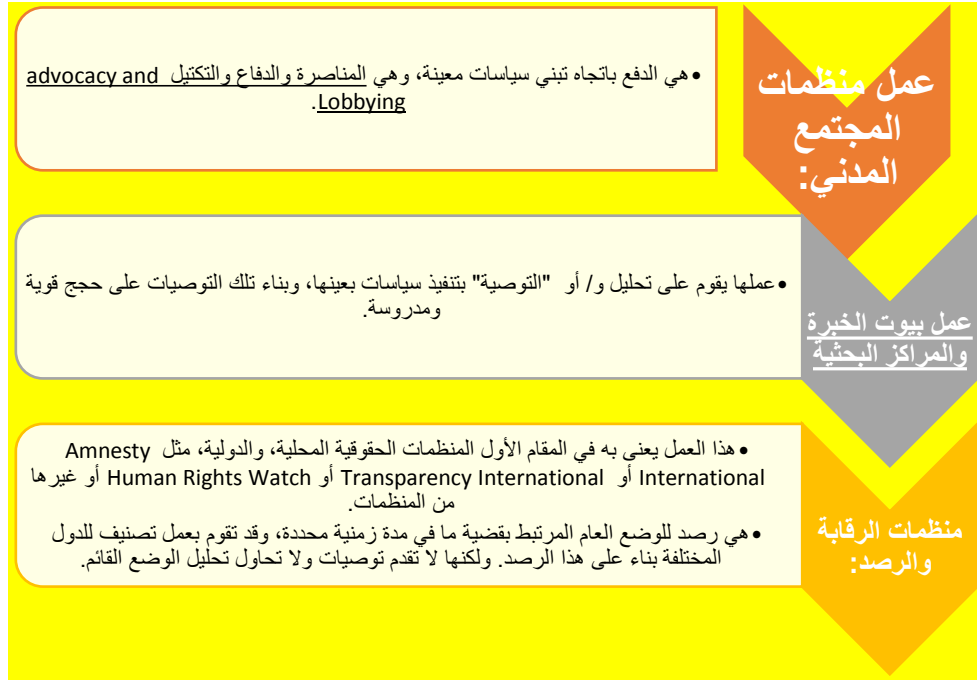 عمل منظمات
المجتمع
المدني:
• هي الدفع باتجاه تبني سياسات معينة، وهي المناصرة والدفاع والتكتيل advocacy and
Lobbying.
عمل بيوت الخبرة
والمراكز البحثية
• عملها يقوم على تحليل و/ أو "التوصية" بتنفيذ سياسات بعينها، وبناء تلك التوصيات على حجج قوية
ومدروسة.
منظمات الرقابة
والرصد:
• هذا العمل يعنى به في المقام الأول المنظمات الحقوقية المحلية، والدولية، مثل Amnesty
International أو Transparency International أو Human Rights Watch أو غيرها
من المنظمات.
• هي رصد للوضع العام المرتبط بقضية ما في مدة زمنية محددة، وقد تقوم بعمل تصنيف للدول
المختلفة بناء على هذا الرصد. ولكنها لا تقدم توصيات ولا تحاول تحليل الوضع القائم.